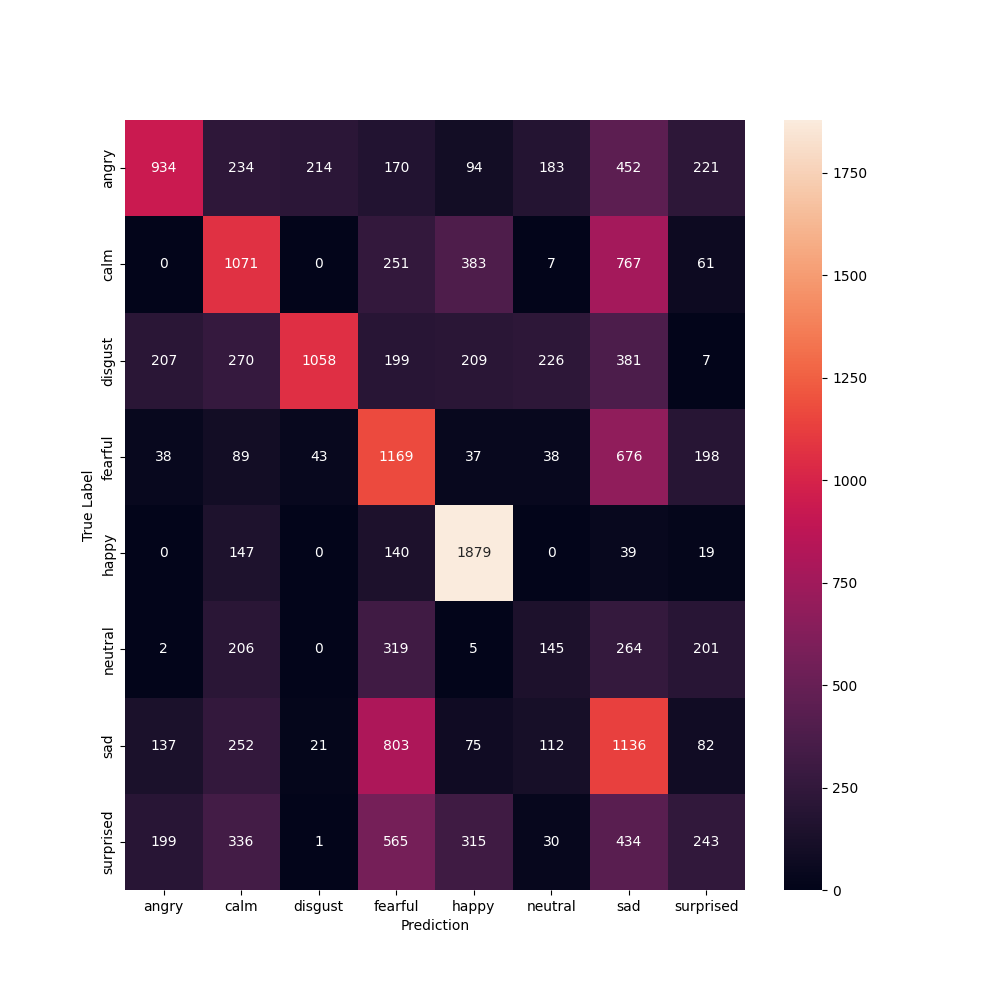 angry 934 234 214 170 94 183 452 221
calm 0 1071 0 251 383 7 767 61
disgust 207 270 1058 199 209 226 381 7
fearful 38 89 43 1169 37 38 676 198
happy 0 147 0 140 1879 0 39 19
neutral 2 206 0 319 5 145 264 201
sad 137 252 21 803 75 112 1136 82
surprised 199 336 1 565 315 30 434 243
angry calm disgust fearful happy neutral sad surprised
Prediction
True Label
1750
1500
1250
1000
750
500
250
0